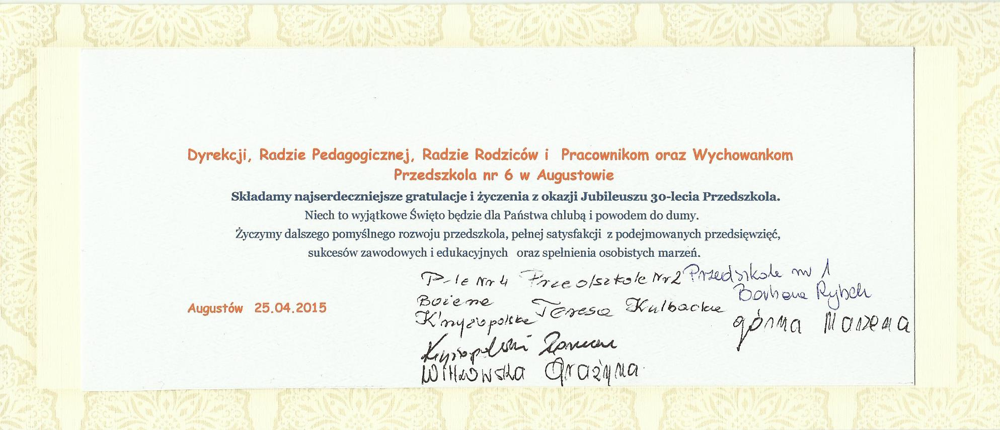 Dyrekcji, Radzie Pedagogicznej, Radzie Rodziców i Pracownikom oraz Wychowankom
Przedszkola nr 6 w Augustowie
Składamy najserdeczniejsze gratulacje i życzenia z okazji Jubileuszu 30-lecia Przedszkola.
Niech to wyjątkowe Święto będzie dla Państwa chlubą i powodem do dumy.
Życzymy dalszego pomyślnego rozwoju przedszkola, pełnej satysfakcji z podejmowanych przedsięwzięć,
sukcesów zawodowych i edukacyjnych oraz spełnienia osobistych marzeń.
P-le Nr 4 Przedszkole Nr 2 Przedszkole nr 1
Bożena Teresa Kulbacka Barbara
Augustów 25.04.2015
górna Marzena
Roman
Witkowska Grażyna